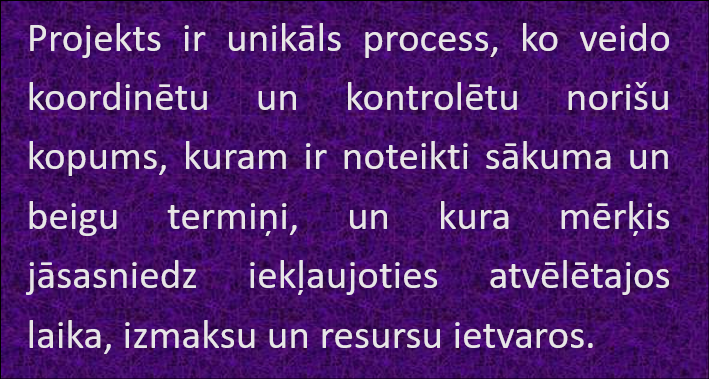 Projekts ir unikāls process, ko veido
koordinētu un kontrolētu norišu
kopums, kuram ir noteikti sākuma un
beigu termiņi, un kura mērķis
jāsasniedz iekļaujoties atvēlētajos
laika, izmaksu un resursu ietvaros.